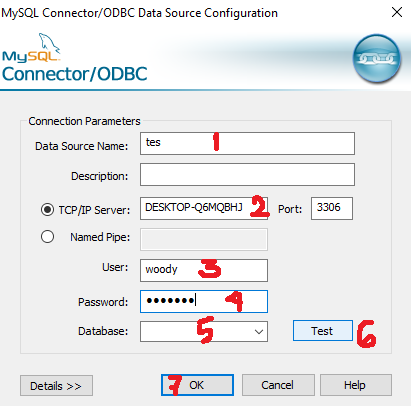 MySQL Connector/ODBC Data Source Configuration
MySQL
Connector/ODBC
Connection Parameters
Data Source Name: tes 1
Description:
TCP/IP Server: DESKTOP-Q6MQBHJ 2 Port: 3306
Named Pipe:
User: woody 3
Password: ••••••• 4
Database: 5 Test 6
Details >> 7 OK Cancel Help